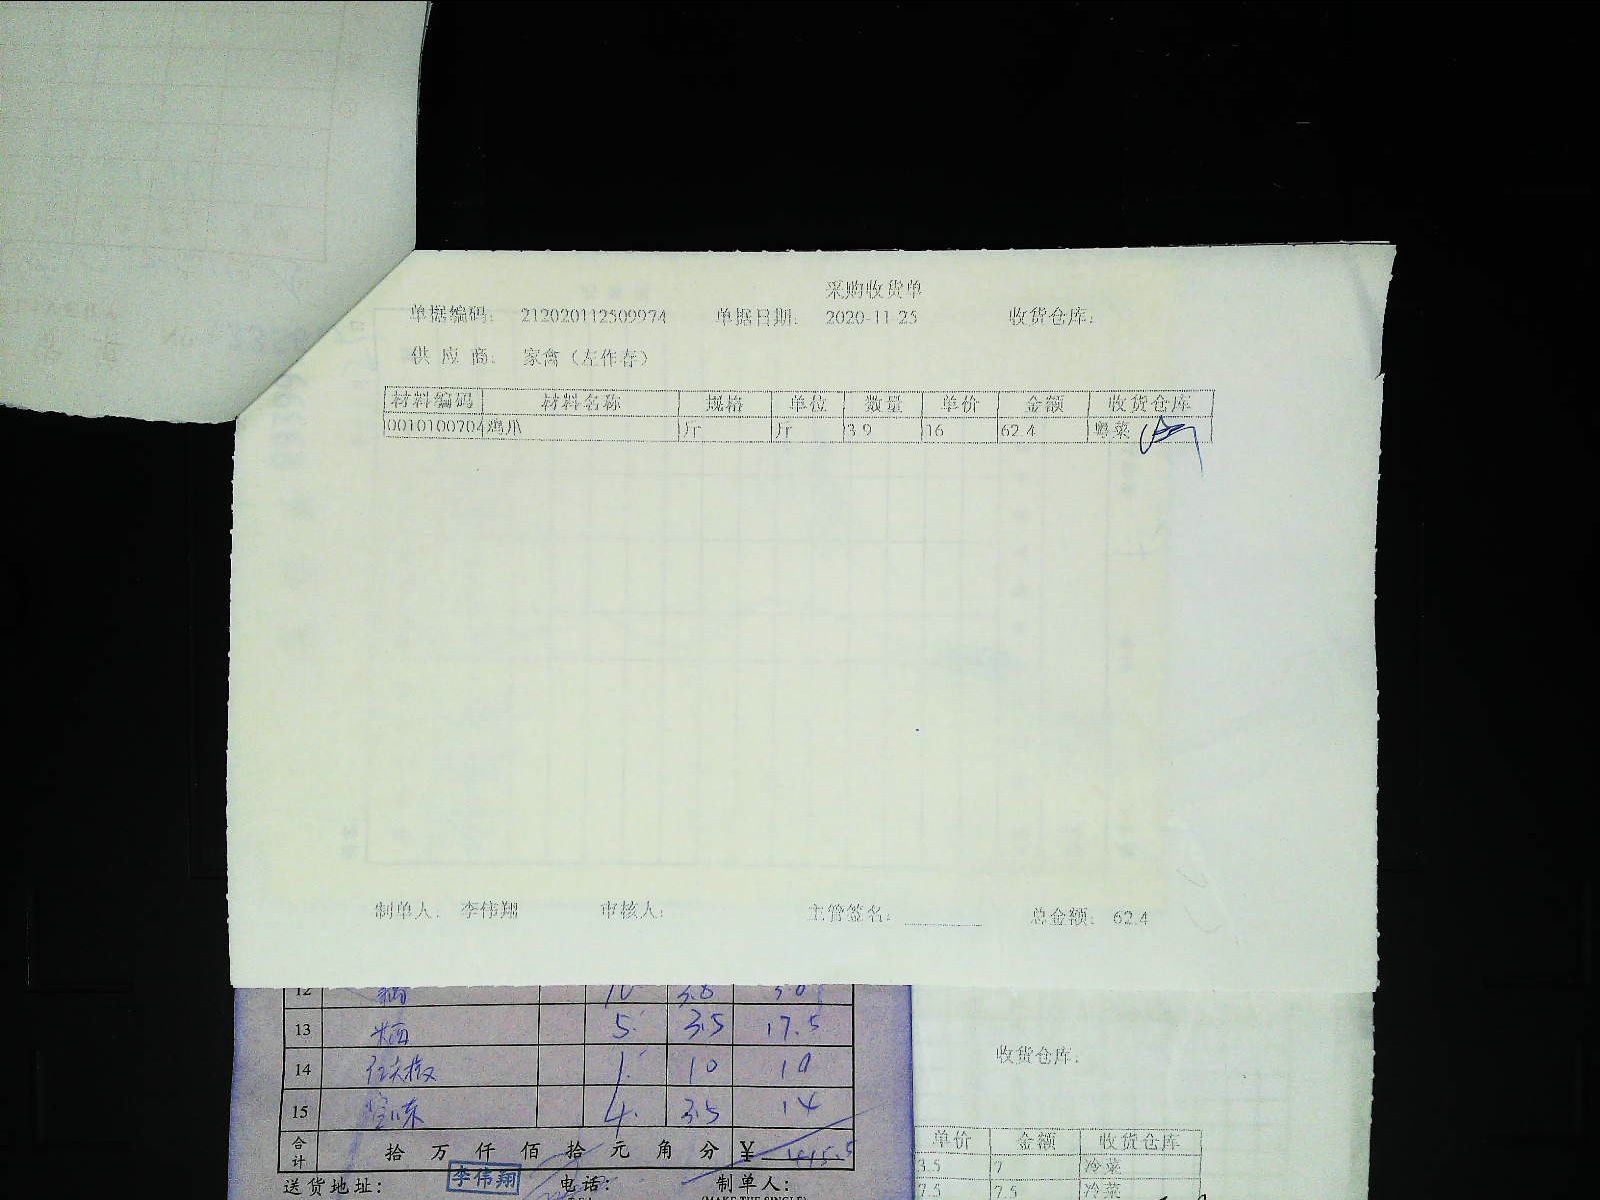 采购收货单
单据编码: 212020112509974 单据日期: 2020-11-25 收货仓库:
供 应 商: 家禽（左作存）
材料编码 材料名称 规格 单位 数量 单价 金额 收货仓库
0010100704 鸡爪 斤 斤 3.9 16 62.4 粤菜
制单人: 李伟翔 审核人: 主管签名: 总金额: 62.4
12 10 3.8
13 5 3.5 17.5
14 1 10 10
15 4 3.5 14
合计 拾 万 仟 佰 拾 元 角 分 ¥ 415.5
送货地址: 李伟翔 电话: 制单人:
收货仓库:
单价 金额 收货仓库
3.5 7 冷菜
7.5 7.5 冷菜